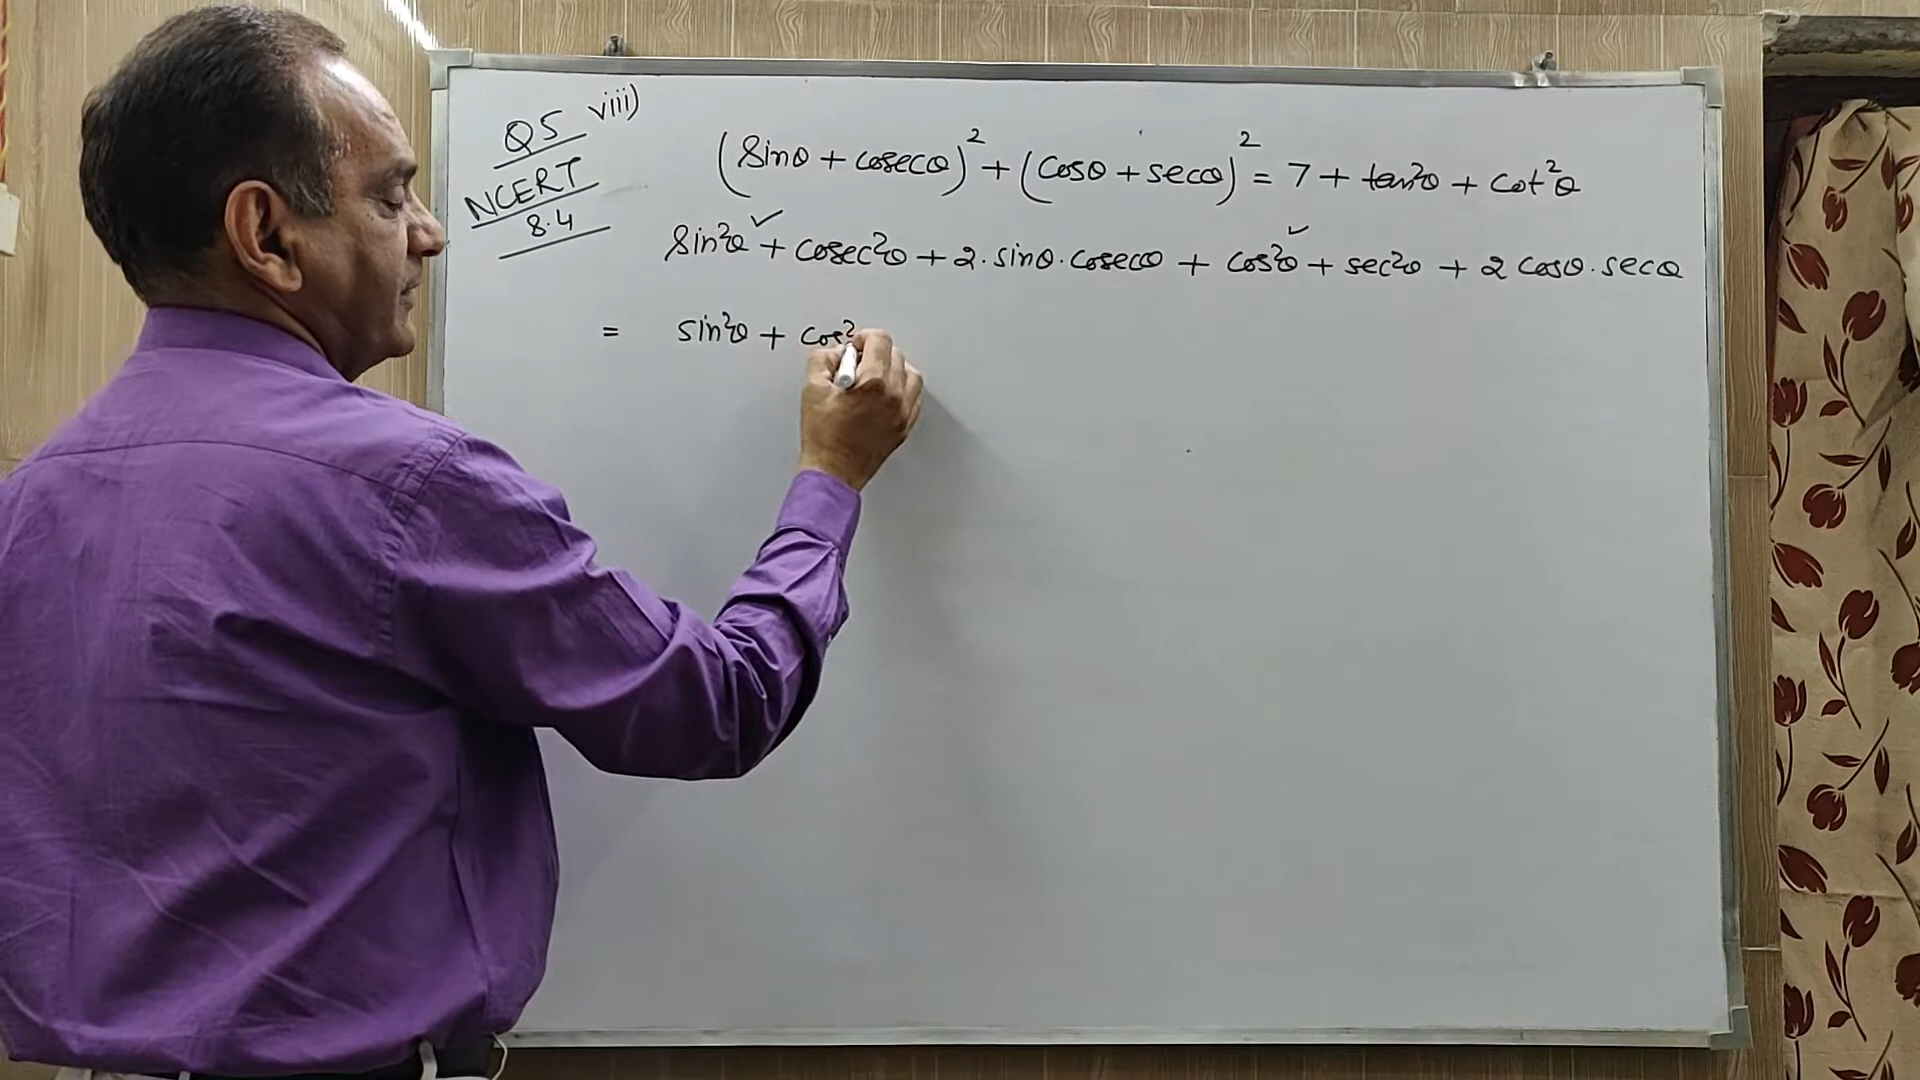 Q5 viii)
NCERT
8.4
(sinθ + cosecθ)² + (cosθ + secθ)² = 7 + tan²θ + cot²θ
sin²θ ✓ + cosec²θ + 2·sinθ·cosecθ + cos²θ ✓ + sec²θ + 2 cosθ·secθ
= sin²θ + cos²